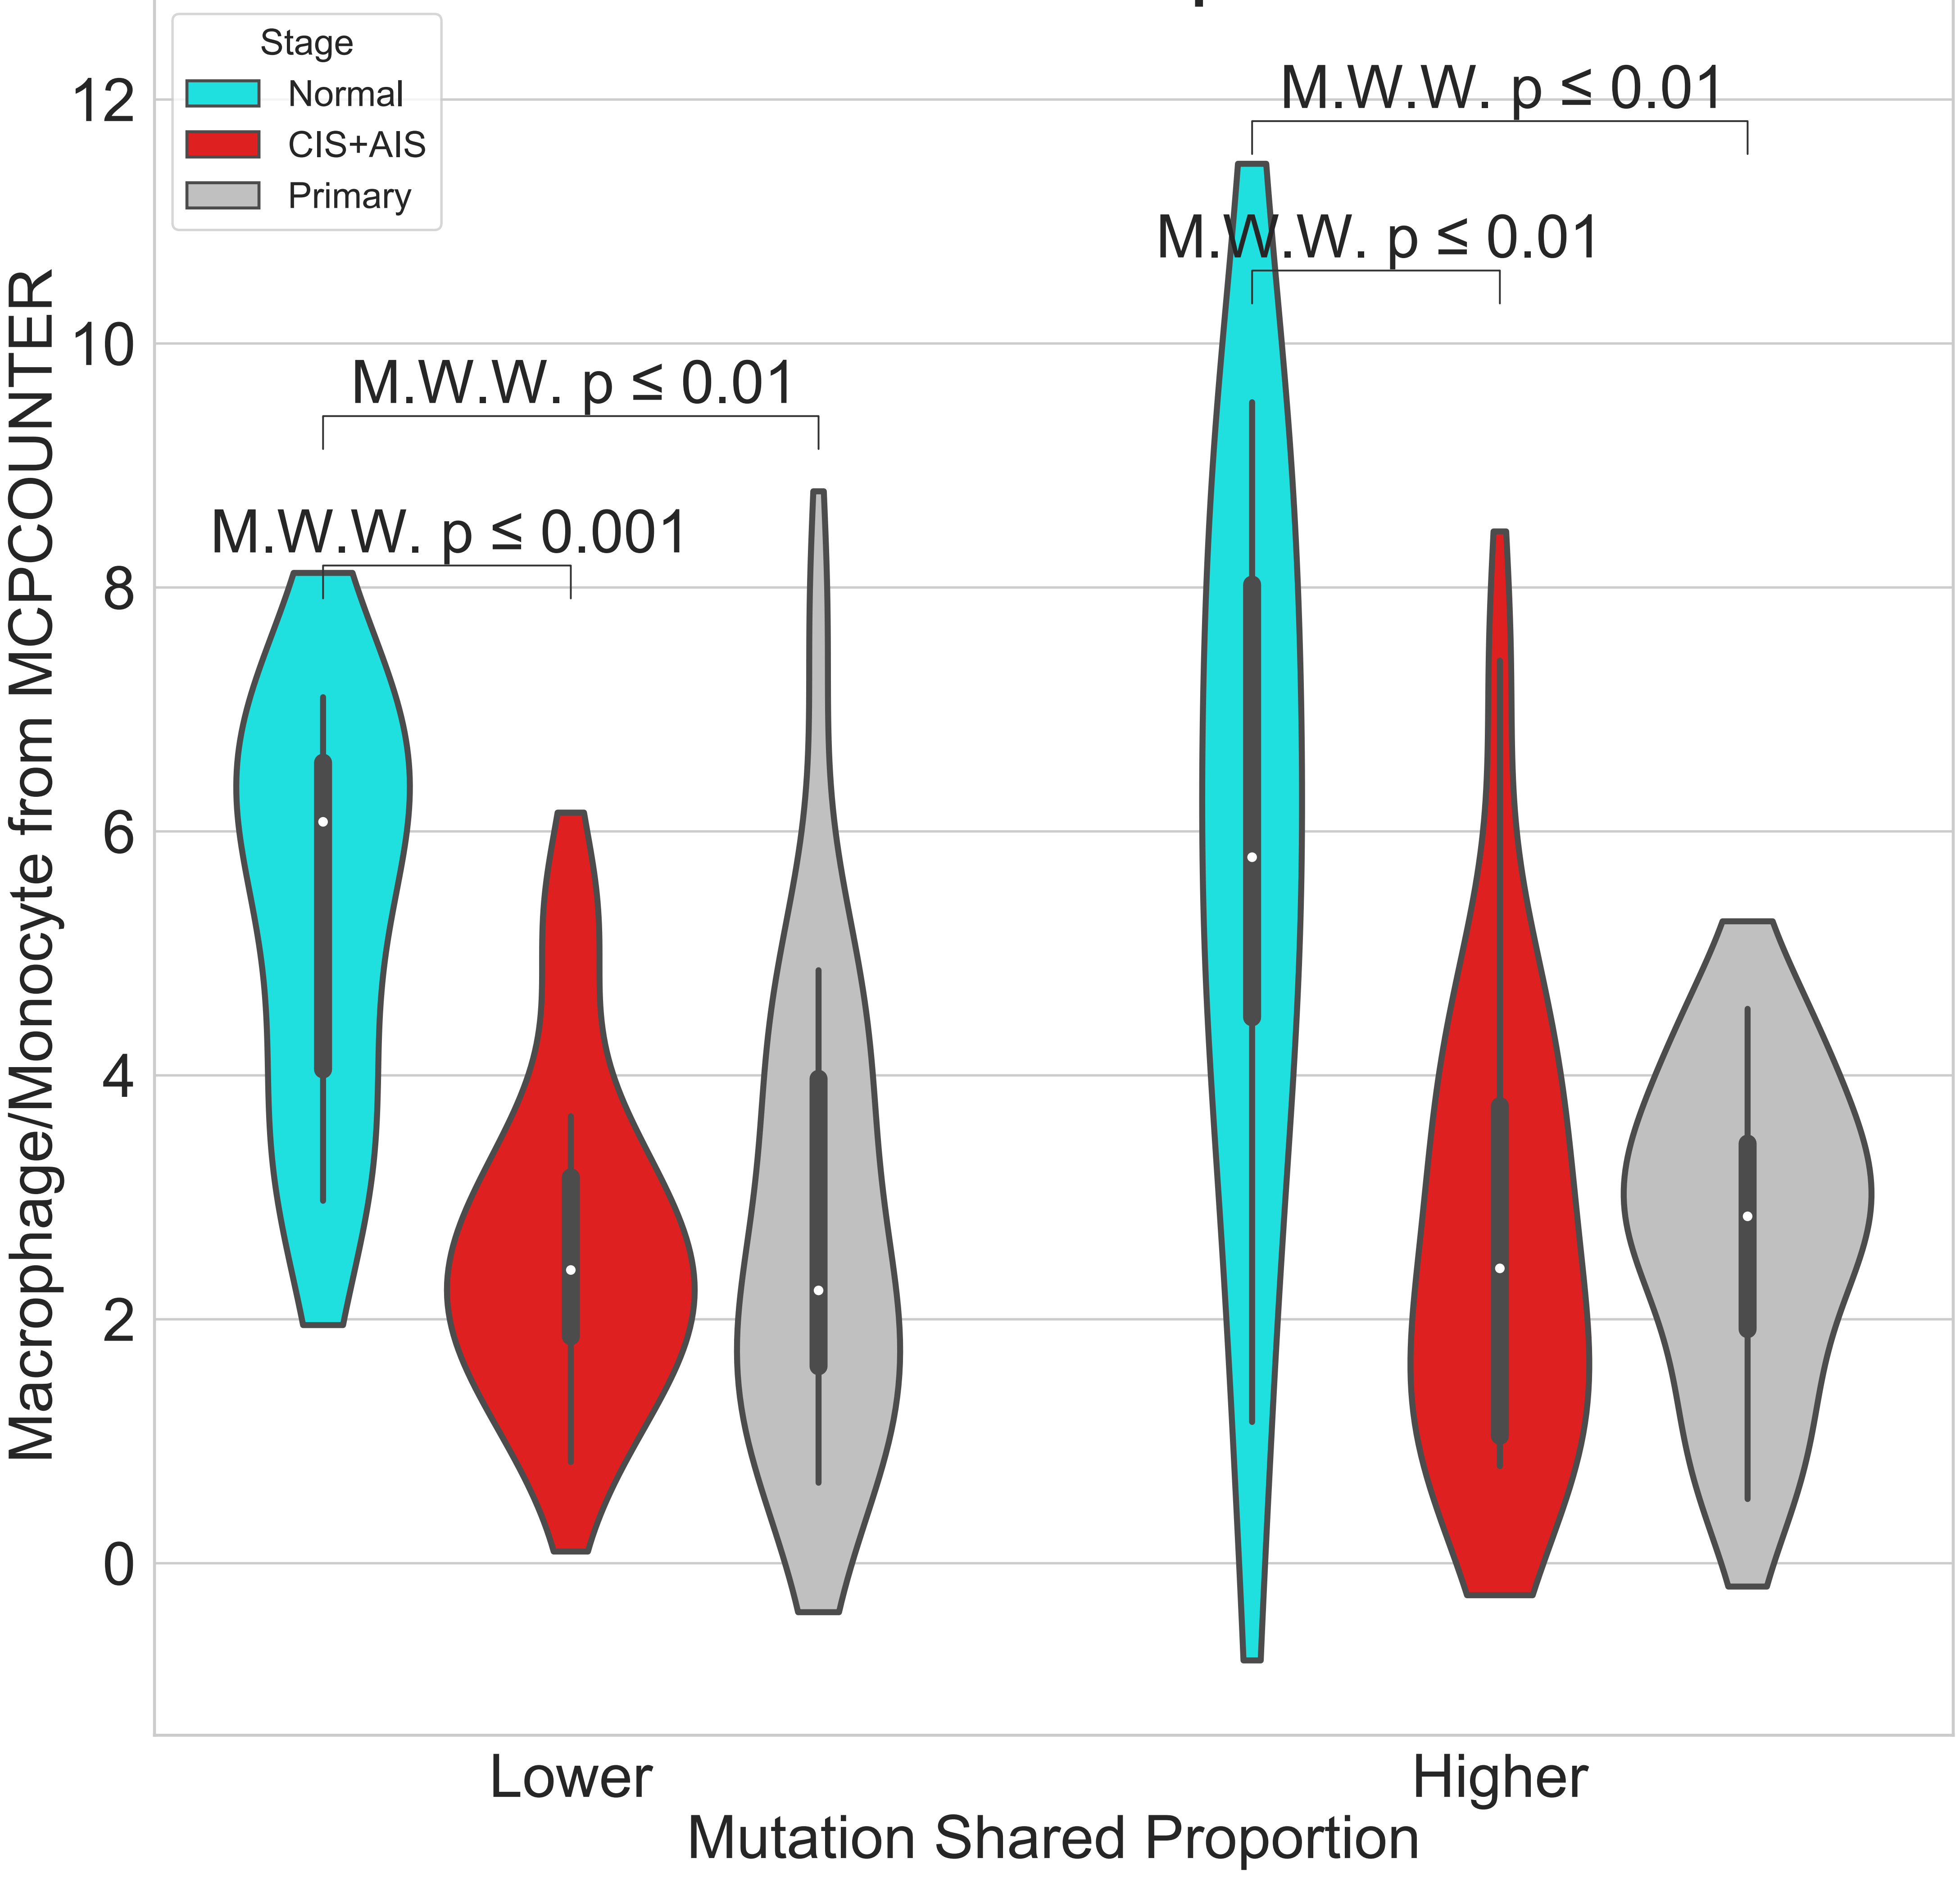 Stage
Normal
CIS+AIS
Primary
M.W.W. p ≤ 0.01
M.W.W. p ≤ 0.01
M.W.W. p ≤ 0.01
M.W.W. p ≤ 0.001
Macrophage/Monocyte from MCPCOUNTER
12
10
8
6
4
2
0
Lower
Higher
Mutation Shared Proportion